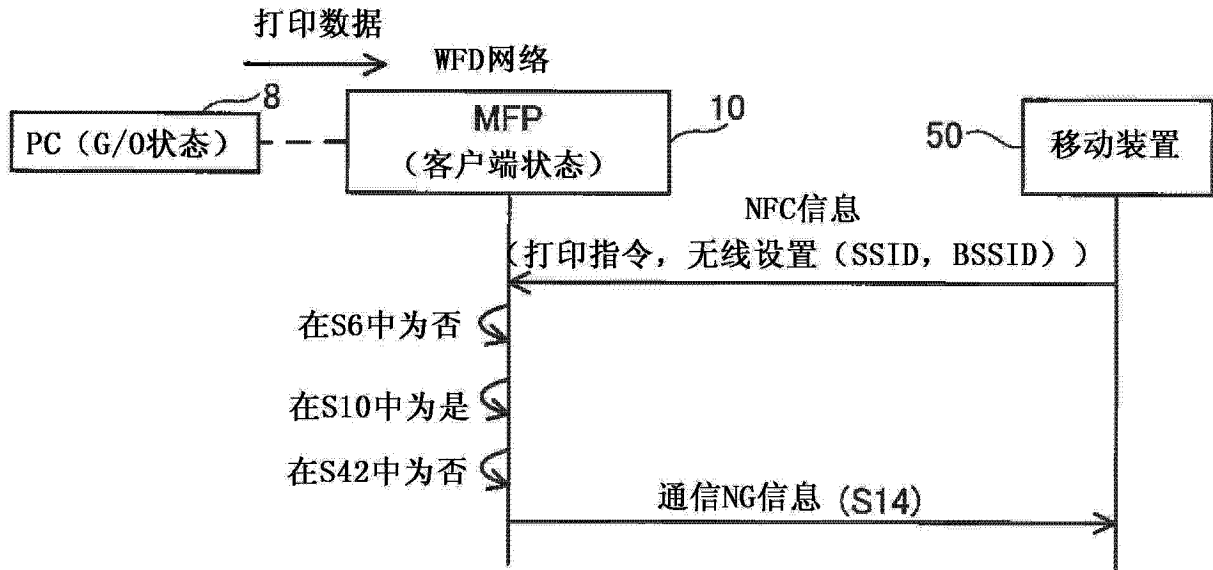 打印数据
WFD网络
8
PC（G/O状态）
MFP
（客户端状态）
10
50
移动装置
NFC信息
（打印指令，无线设置（SSID，BSSID））
在S6中为否
在S10中为是
在S42中为否
通信NG信息 (S14)